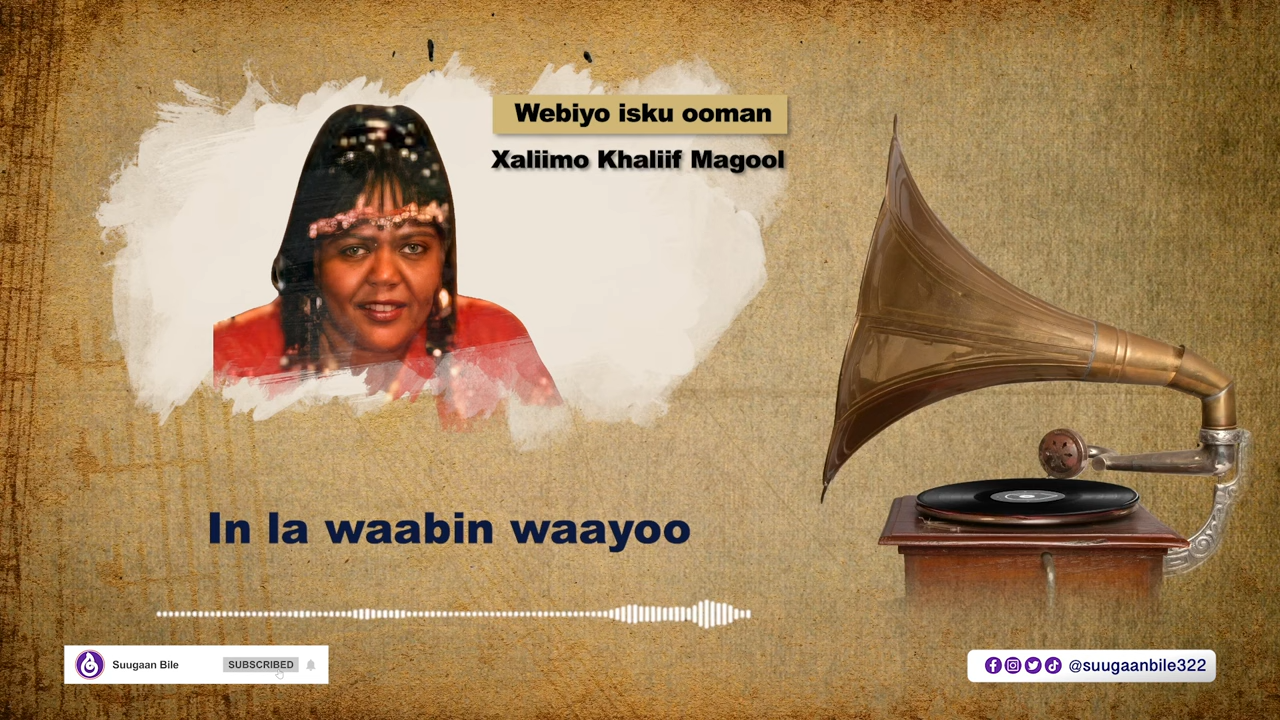 Webiyo isku ooman
Xaliimo Khaliif Magool
In la waabin waayoo
Suugaan Bile
SUBSCRIBED
@suugaanbile322